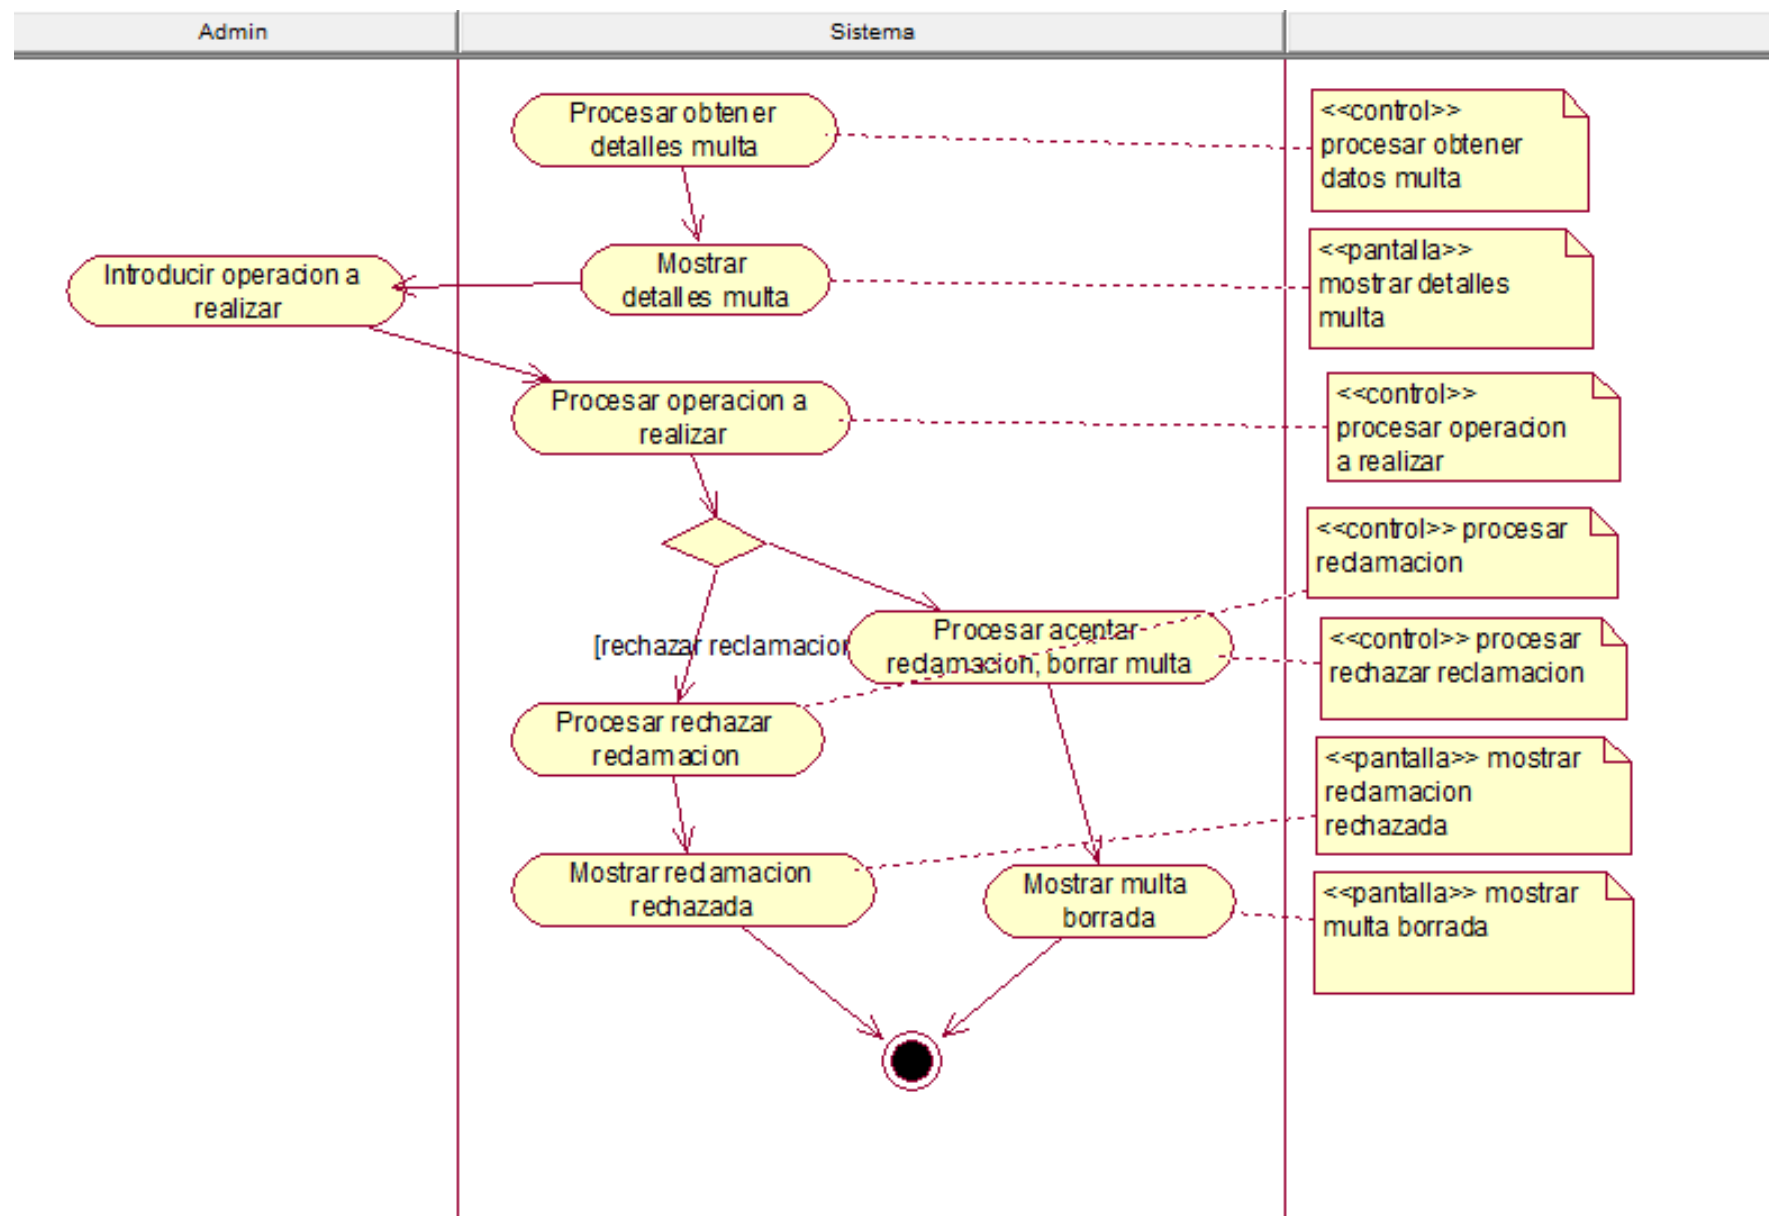 Admin
Sistema
Procesar obtener
detalles multa
<<control>>
procesar obtener
datos multa
Mostrar
detalles multa
<<pantalla>>
mostrar detalles
multa
Introducir operacion a
realizar
Procesar operacion a
realizar
<<control>>
procesar operacion
a realizar
<<control>> procesar
reclamacion
[rechazar reclamacion
Procesar aceptar
reclamacion, borrar multa
<<control>> procesar
rechazar reclamacion
Procesar rechazar
reclamacion
<<pantalla>> mostrar
reclamacion
rechazada
Mostrar reclamacion
rechazada
Mostrar multa
borrada
<<pantalla>> mostrar
multa borrada